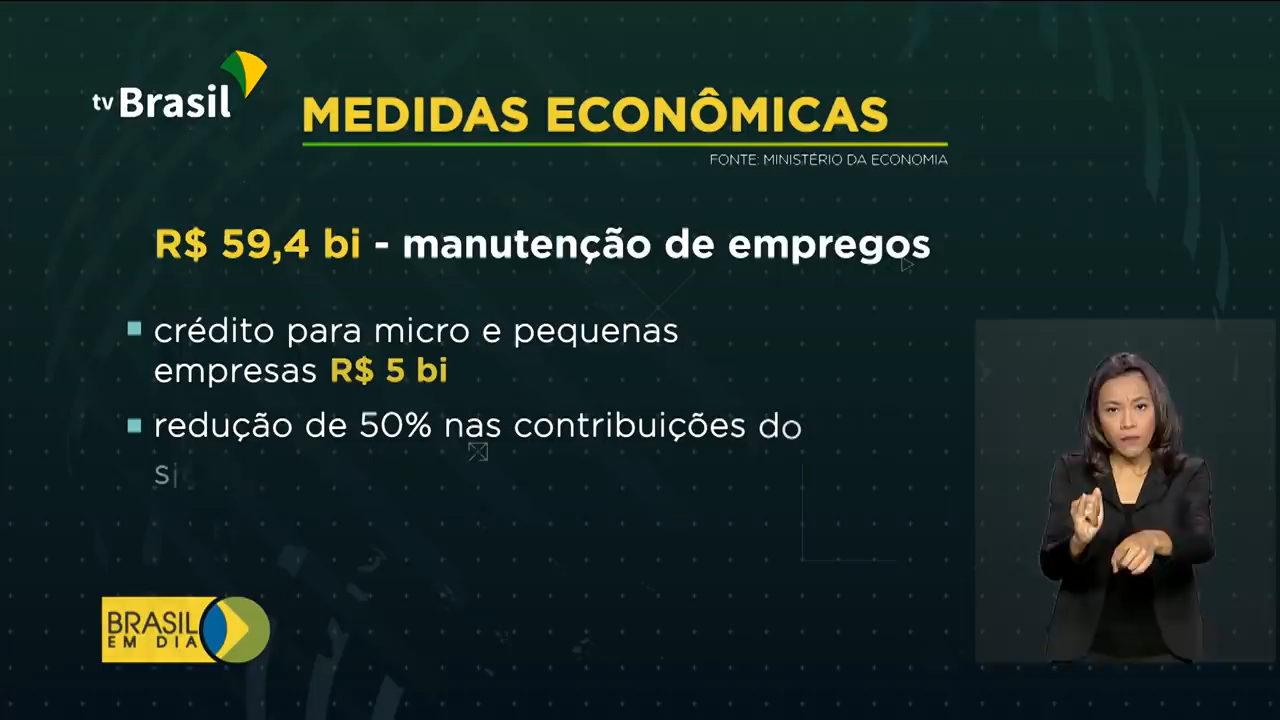 tv Brasil
MEDIDAS ECONÔMICAS
FONTE: MINISTÉRIO DA ECONOMIA
R$ 59,4 bi - manutenção de empregos
crédito para micro e pequenas
empresas R$ 5 bi
redução de 50% nas contribuições do
BRASIL
EM DIA